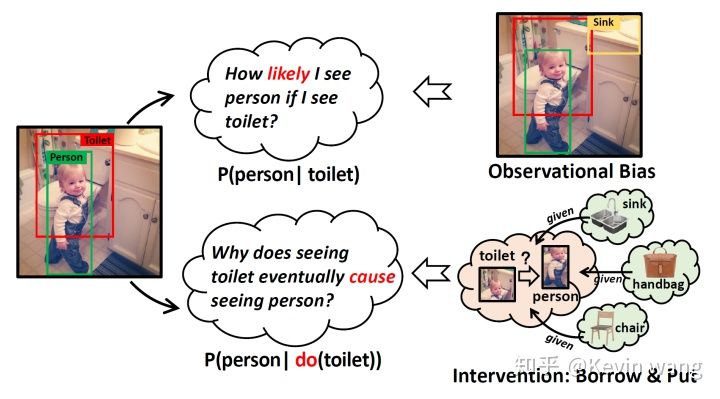 Toilet
Person
How likely I see
person if I see
toilet?
P(person| toilet)
Sink
Observational Bias
Why does seeing
toilet eventually cause
seeing person?
P(person| do(toilet))
toilet
?
person
given
sink
given
handbag
given
chair
知乎 @Kevin wang
Intervention: Borrow & Put